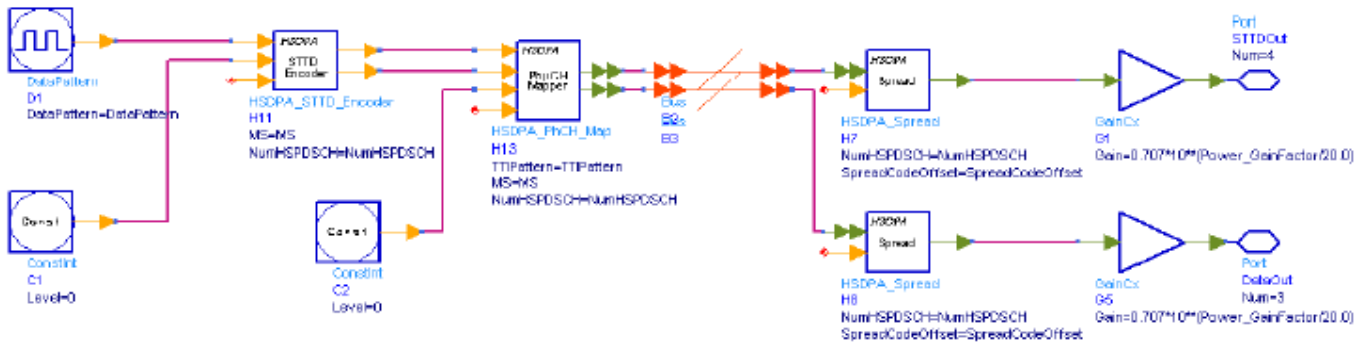 DataPattern
D1
DataPattern=DataPattern
Const
ConstInt
C1
Level=0
HSDPA
STTD
Encoder
HSDPA_STTD_Encoder
H11
MS=MS
NumHSPDSCH=NumHSPDSCH
Const
ConstInt
C2
Level=0
HSDPA
PhyCH
Mapper
HSDPA_PhCH_Map
H13
TTIPattern=TTIPattern
MS=MS
NumHSPDSCH=NumHSPDSCH
Bus
B3
HSDPA
Spread
HSDPA_Spread
H7
NumHSPDSCH=NumHSPDSCH
SpreadCodeOffset=SpreadCodeOffset
GainCx
G1
Gain=0.707*10**(Power_GainFactor/20.0)
Port
STTDOut
Num=4
HSDPA
Spread
HSDPA_Spread
H8
NumHSPDSCH=NumHSPDSCH
SpreadCodeOffset=SpreadCodeOffset
GainCx
G5
Gain=0.707*10**(Power_GainFactor/20.0)
Port
DataOut
Num=3